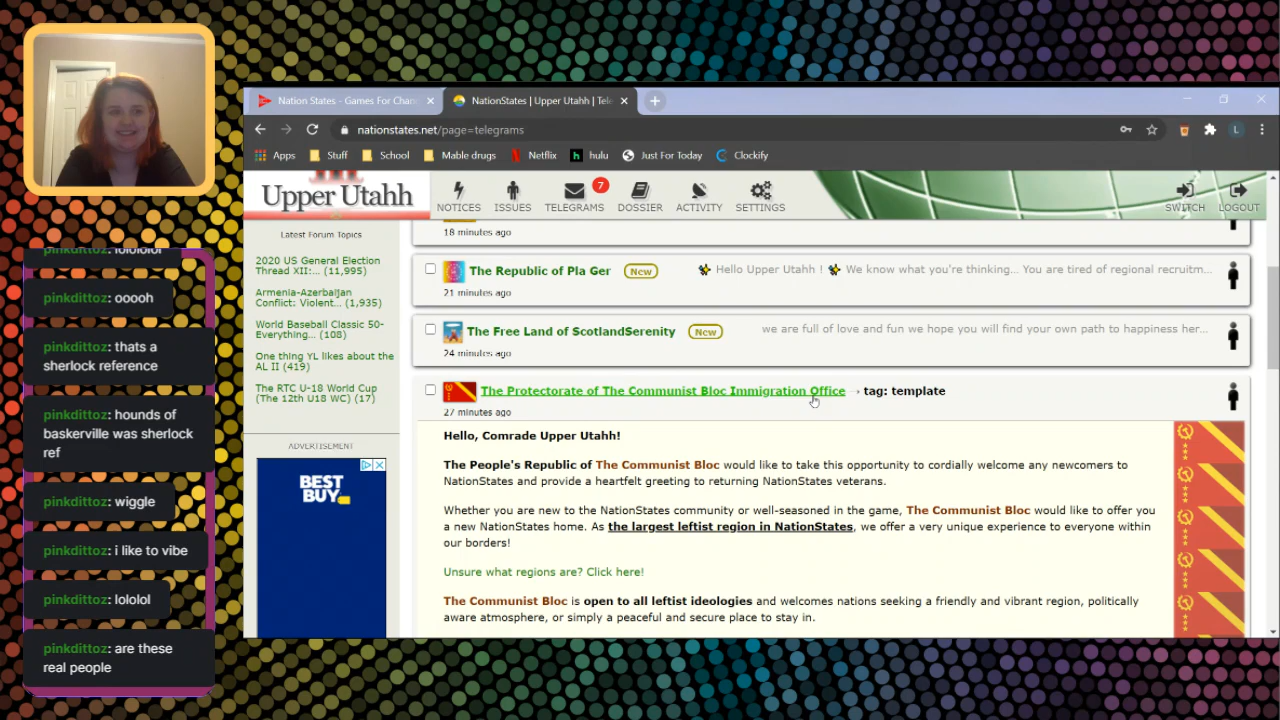 pinkdittoz: lolololol
pinkdittoz: ooooh
pinkdittoz: thats a
sherlock reference
pinkdittoz: hounds of
baskerville was sherlock
ref
pinkdittoz: wiggle
pinkdittoz: i like to vibe
pinkdittoz: lololol
pinkdittoz: are these
real people
Nation States - Games For Chan
NationStates | Upper Utahh | Tele
nationstates.net/page=telegrams
Apps Stuff School Mable drugs Netflix hulu Just For Today Clockify
Upper Utahh
NOTICES ISSUES TELEGRAMS 7 DOSSIER ACTIVITY SETTINGS SWITCH LOGOUT
Latest Forum Topics
2020 US General Election
Thread XII:... (11,995)
Armenia-Azerbaijan
Conflict: Violent... (1,935)
World Baseball Classic 50-
Everything... (108)
One thing YL likes about the
AL II (419)
The RTC U-18 World Cup
(The 12th U18 WC) (17)
ADVERTISEMENT
BEST
BUY
18 minutes ago
The Republic of Pla Ger New Hello Upper Utahh ! We know what you're thinking... You are tired of regional recruitm...
21 minutes ago
The Free Land of $cotland$erenity New we are full of love and fun we hope you will find your own path to happiness her...
24 minutes ago
The Protectorate of The Communist Bloc Immigration Office → tag: template
27 minutes ago
Hello, Comrade Upper Utahh!
The People's Republic of The Communist Bloc would like to take this opportunity to cordially welcome any newcomers to
NationStates and provide a heartfelt greeting to returning NationStates veterans.
Whether you are new to the NationStates community or well-seasoned in the game, The Communist Bloc would like to offer you
a new NationStates home. As the largest leftist region in NationStates, we offer a very unique experience to everyone within
our borders!
Unsure what regions are? Click here!
The Communist Bloc is open to all leftist ideologies and welcomes nations seeking a friendly and vibrant region, politically
aware atmosphere, or simply a peaceful and secure place to stay in.